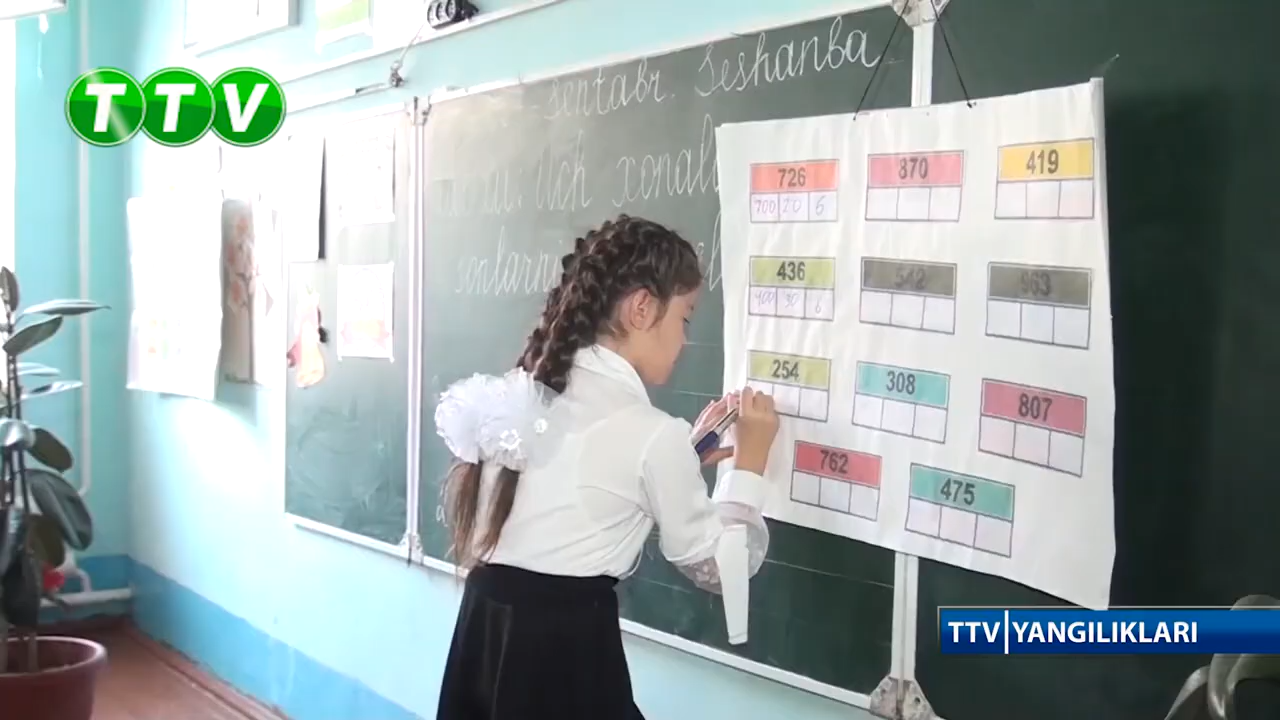 TTV
sentabr. Seshanba
uch xonali
sonlarni
726 870 419
700 20 6
436 542 963
400 30 6
254 308 807
762 475
TTV YANGILIKLARI